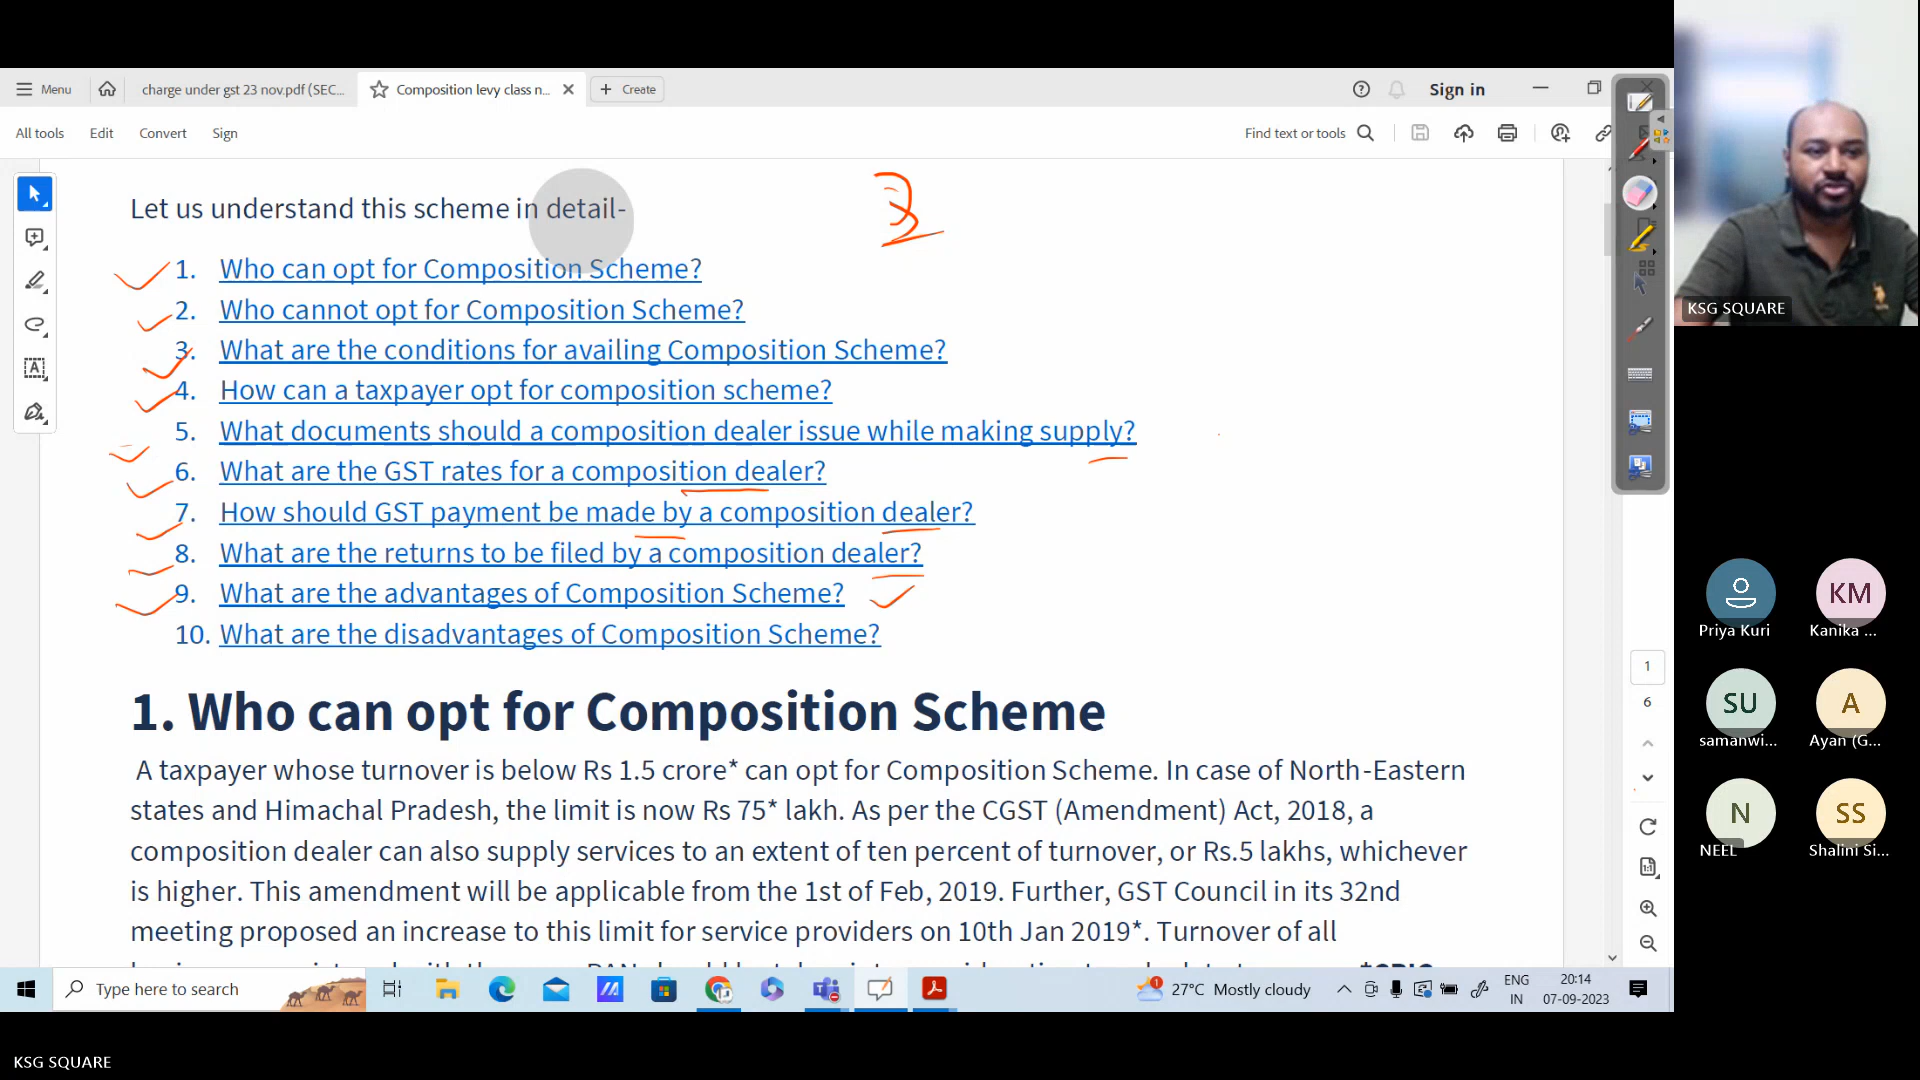 Menu
charge under gst 23 nov.pdf (SEC...
Composition levy class n...
Create
Sign in
All tools
Edit
Convert
Sign
Find text or tools
Let us understand this scheme in detail-
3
1. Who can opt for Composition Scheme?
2. Who cannot opt for Composition Scheme?
3. What are the conditions for availing Composition Scheme?
4. How can a taxpayer opt for composition scheme?
5. What documents should a composition dealer issue while making supply?
6. What are the GST rates for a composition dealer?
7. How should GST payment be made by a composition dealer?
8. What are the returns to be filed by a composition dealer?
9. What are the advantages of Composition Scheme?
10. What are the disadvantages of Composition Scheme?
1. Who can opt for Composition Scheme
A taxpayer whose turnover is below Rs 1.5 crore* can opt for Composition Scheme. In case of North-Eastern
states and Himachal Pradesh, the limit is now Rs 75* lakh. As per the CGST (Amendment) Act, 2018, a
composition dealer can also supply services to an extent of ten percent of turnover, or Rs.5 lakhs, whichever
is higher. This amendment will be applicable from the 1st of Feb, 2019. Further, GST Council in its 32nd
meeting proposed an increase to this limit for service providers on 10th Jan 2019*. Turnover of all
1
6
KSG SQUARE
Priya Kuri
KM
Kanika ...
SU
samanwi...
A
Ayan (G...
N
NEEL
SS
Shalini Si...
Type here to search
27°C Mostly cloudy
ENG
IN
20:14
07-09-2023
KSG SQUARE